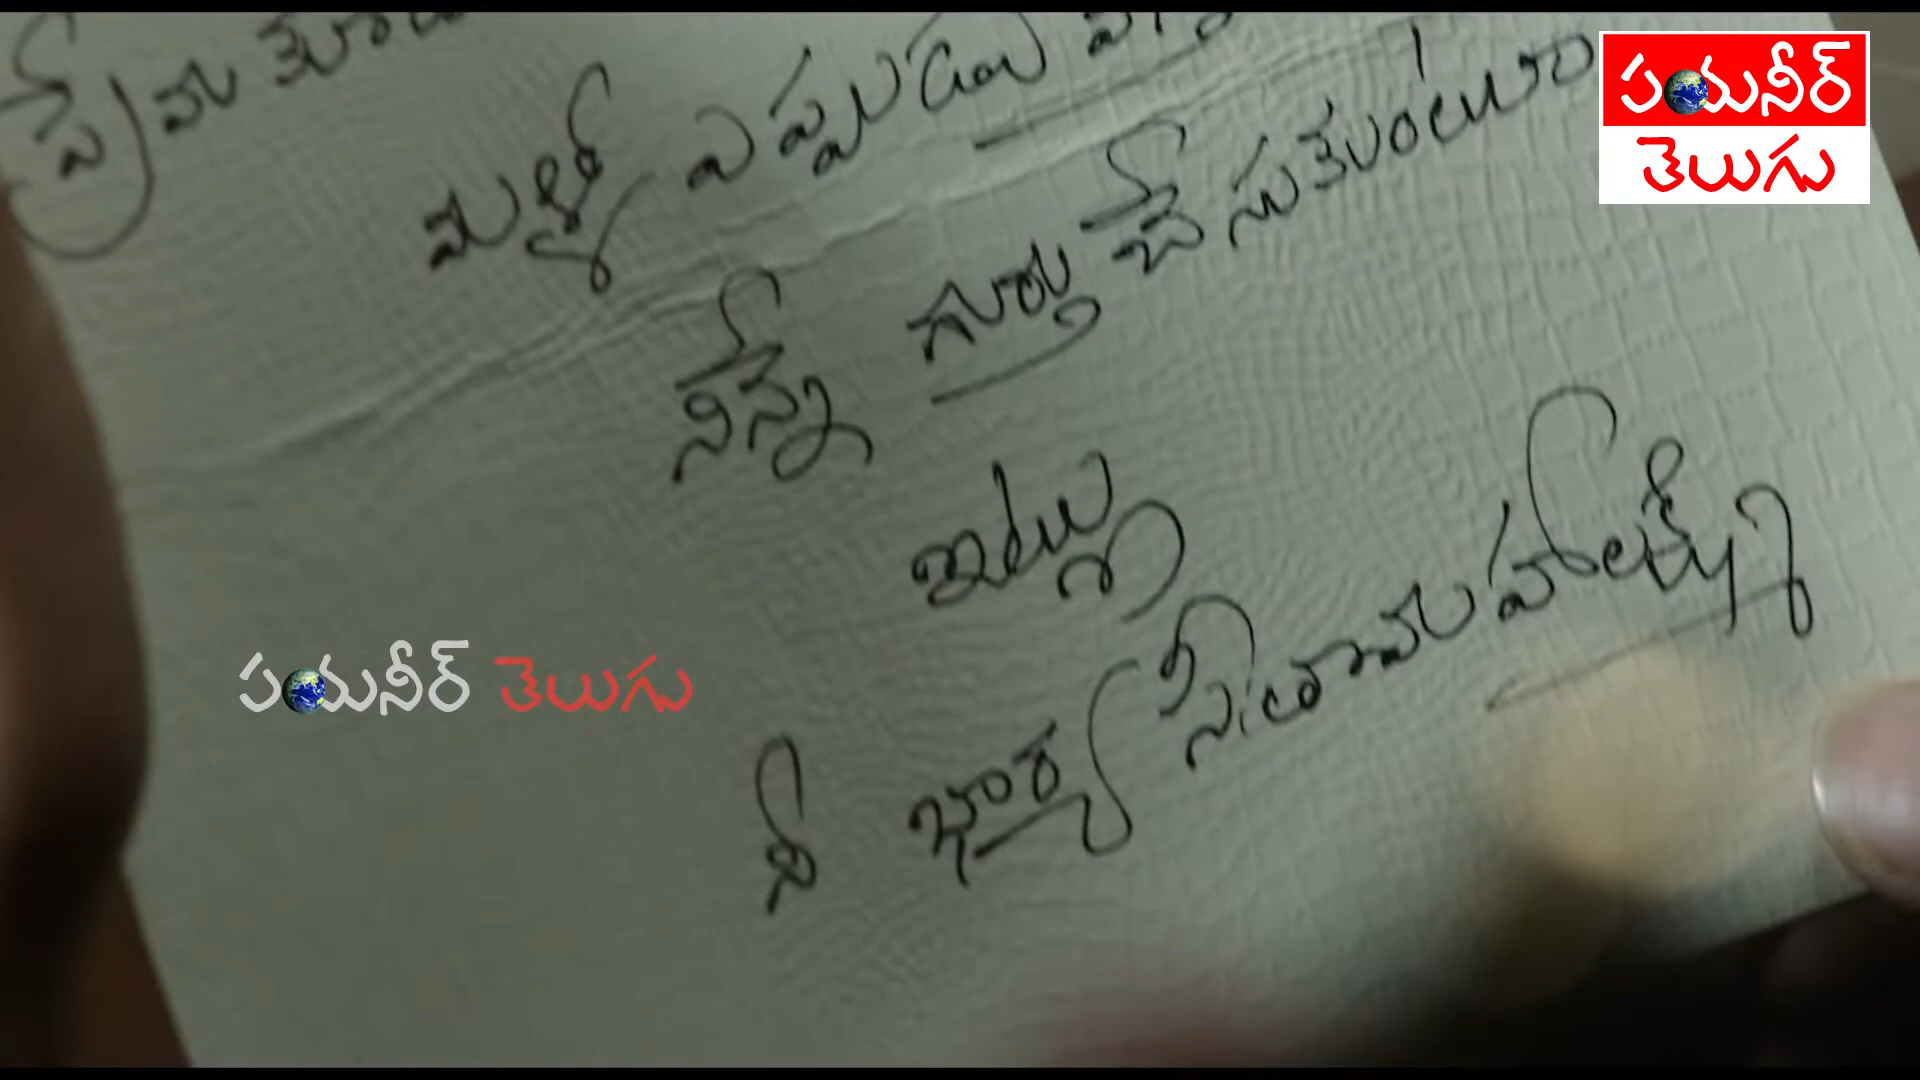 ప్రేమ తో
మళ్ళీ ఎప్పుడూ
నిన్నే గుర్తు చేసుకుంటూ
ఇట్లు
నీ భార్య సీతామహాలక్ష్మి
పయనీర్
తెలుగు
పయనీర్ తెలుగు